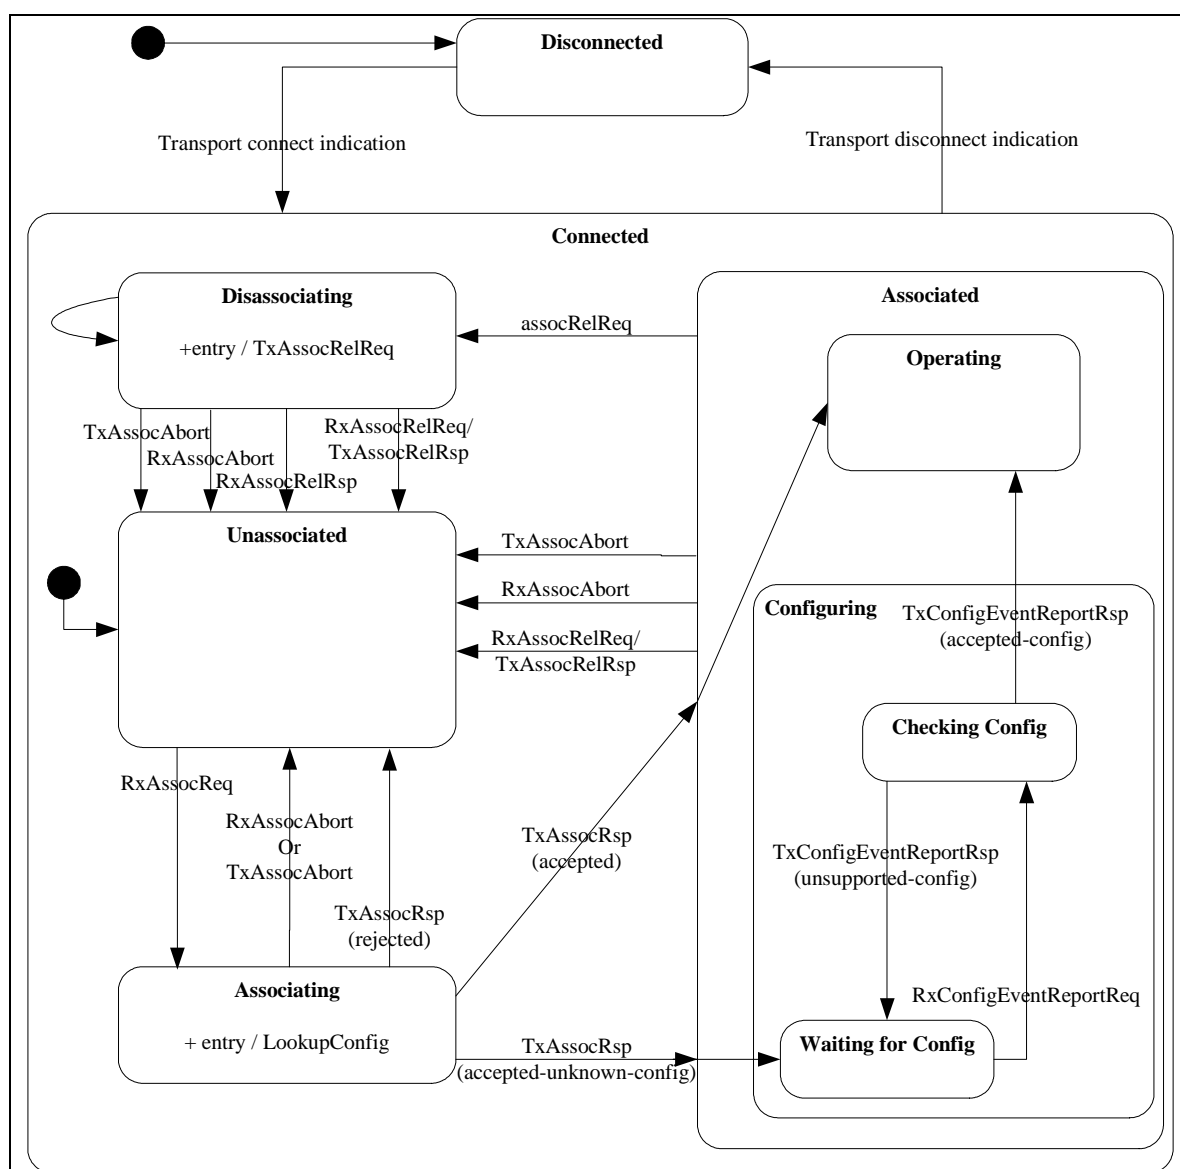 Disconnected
Transport connect indication
Transport disconnect indication
Connected
Disassociating
+entry / TxAssocRelReq
assocRelReq
Associated
Operating
TxAssocAbort
RxAssocAbort
RxAssocRelRsp
RxAssocRelReq/
TxAssocRelRsp
Unassociated
TxAssocAbort
RxAssocAbort
RxAssocRelReq/
TxAssocRelRsp
Configuring
TxConfigEventReportRsp
(accepted-config)
Checking Config
RxAssocReq
RxAssocAbort
Or
TxAssocAbort
TxAssocRsp
(rejected)
TxAssocRsp
(accepted)
TxConfigEventReportRsp
(unsupported-config)
RxConfigEventReportReq
Associating
+ entry / LookupConfig
TxAssocRsp
(accepted-unknown-config)
Waiting for Config